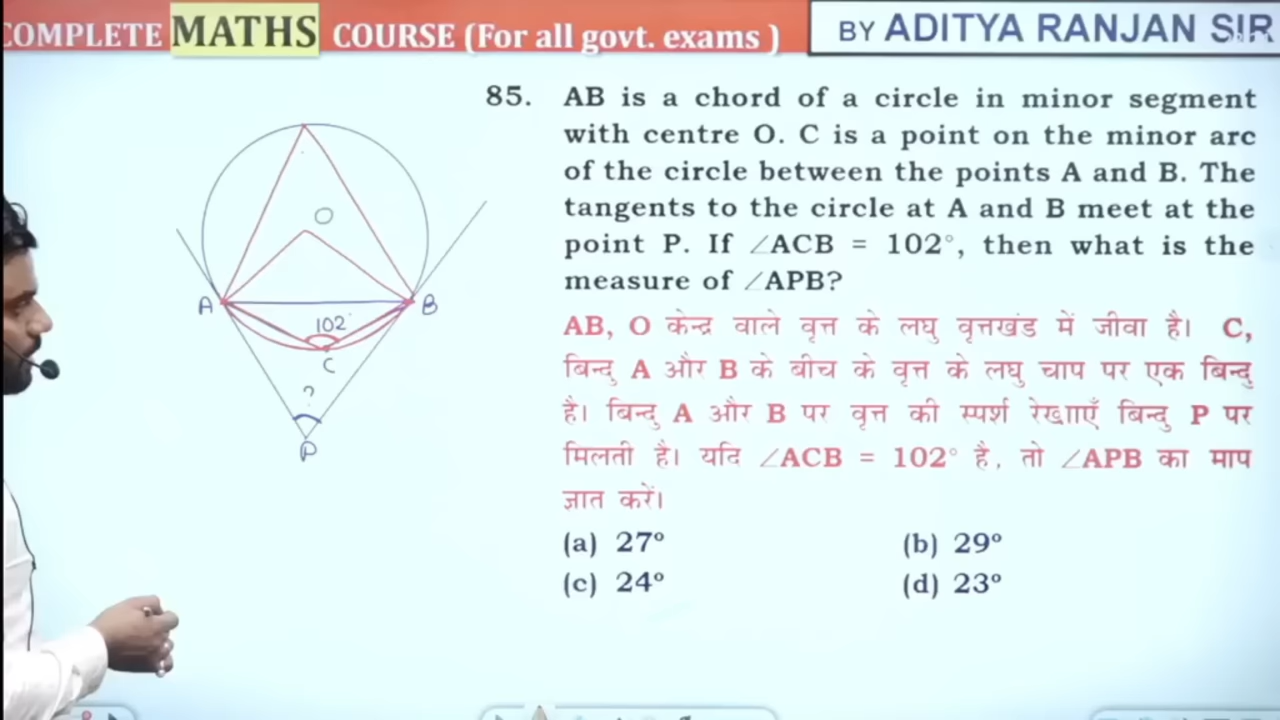 COMPLETE MATHS COURSE (For all govt. exams )
BY ADITYA RANJAN SIR
85. AB is a chord of a circle in minor segment
with centre O. C is a point on the minor arc
of the circle between the points A and B. The
tangents to the circle at A and B meet at the
point P. If ∠ACB = 102°, then what is the
measure of ∠APB?
AB, O केन्द्र वाले वृत्त के लघु वृत्तखंड में जीवा है। C,
बिन्दु A और B के बीच के वृत्त के लघु चाप पर एक बिन्दु
है। बिन्दु A और B पर वृत्त की स्पर्श रेखाएँ बिन्दु P पर
मिलती है। यदि ∠ACB = 102° है, तो ∠APB का माप
ज्ञात करें।
(a) 27° (b) 29°
(c) 24° (d) 23°
O
A B
102°
C
?
P